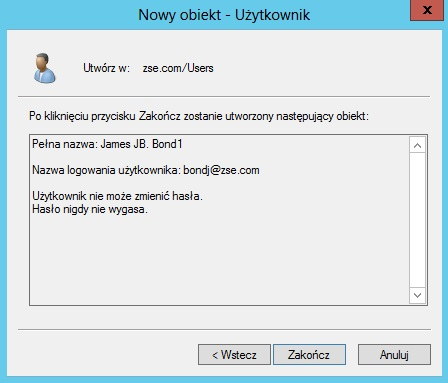 Nowy obiekt - Użytkownik
x
Utwórz w: zse.com/Users
Po kliknięciu przycisku Zakończ zostanie utworzony następujący obiekt:
Pełna nazwa: James JB. Bond1
Nazwa logowania użytkownika: bondj@zse.com
Użytkownik nie może zmienić hasła.
Hasło nigdy nie wygasa.
< Wstecz Zakończ Anuluj